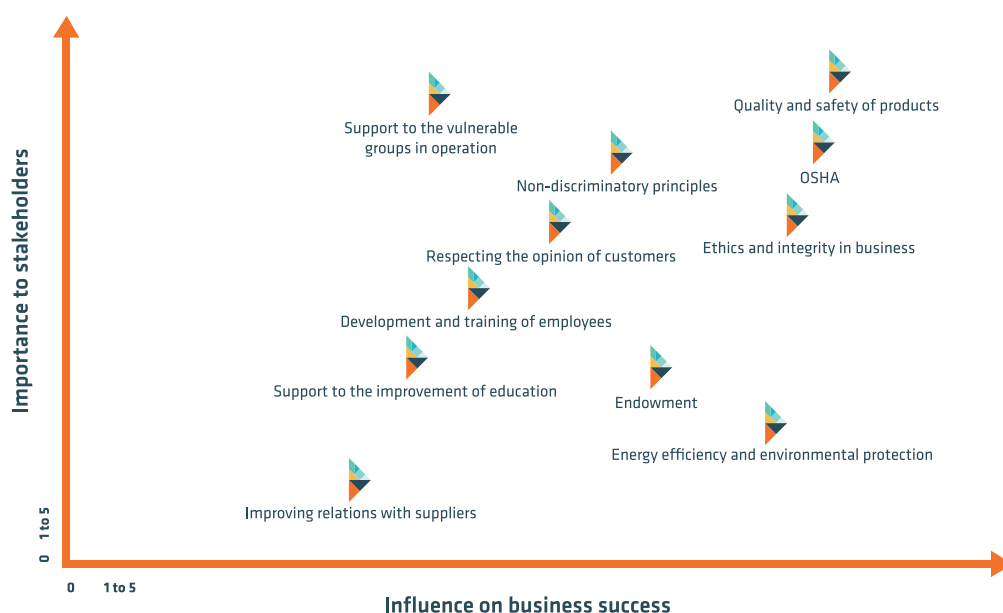 Importance to stakeholders
Quality and safety of products
Support to the vulnerable
groups in operation
OSHA
Non-discriminatory principles
Ethics and integrity in business
Respecting the opinion of customers
Development and training of employees
Support to the improvement of education
Endowment
Energy efficiency and environmental protection
Improving relations with suppliers
0 1 to 5
0 1 to 5
Influence on business success